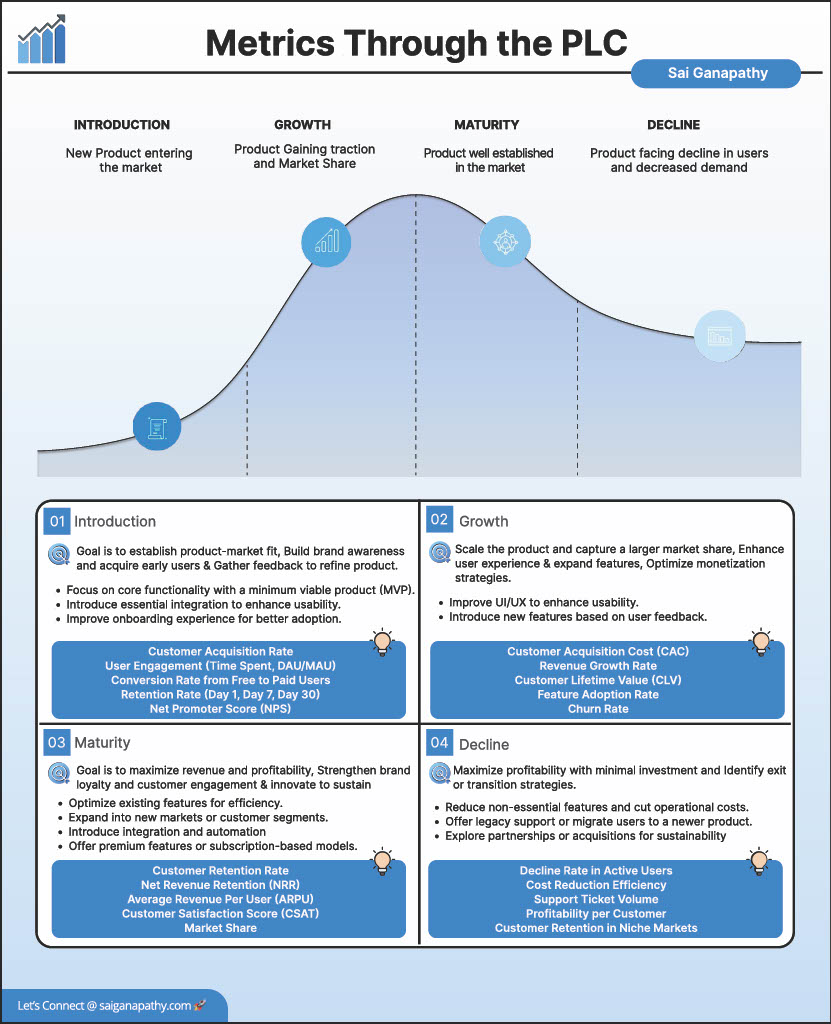 Metrics Through the PLC
Sai Ganapathy
INTRODUCTION
New Product entering
the market
GROWTH
Product Gaining traction
and Market Share
MATURITY
Product well established
in the market
DECLINE
Product facing decline in users
and decreased demand
01 Introduction
Goal is to establish product-market fit, Build brand awareness
and acquire early users & Gather feedback to refine product.
• Focus on core functionality with a minimum viable product (MVP).
• Introduce essential integration to enhance usability.
• Improve onboarding experience for better adoption.
Customer Acquisition Rate
User Engagement (Time Spent, DAU/MAU)
Conversion Rate from Free to Paid Users
Retention Rate (Day 1, Day 7, Day 30)
Net Promoter Score (NPS)
02 Growth
Scale the product and capture a larger market share, Enhance
user experience & expand features, Optimize monetization
strategies.
• Improve UI/UX to enhance usability.
• Introduce new features based on user feedback.
Customer Acquisition Cost (CAC)
Revenue Growth Rate
Customer Lifetime Value (CLV)
Feature Adoption Rate
Churn Rate
03 Maturity
Goal is to maximize revenue and profitability, Strengthen brand
loyalty and customer engagement & innovate to sustain
• Optimize existing features for efficiency.
• Expand into new markets or customer segments.
• Introduce integration and automation
• Offer premium features or subscription-based models.
Customer Retention Rate
Net Revenue Retention (NRR)
Average Revenue Per User (ARPU)
Customer Satisfaction Score (CSAT)
Market Share
04 Decline
Maximize profitability with minimal investment and Identify exit
or transition strategies.
• Reduce non-essential features and cut operational costs.
• Offer legacy support or migrate users to a newer product.
• Explore partnerships or acquisitions for sustainability
Decline Rate in Active Users
Cost Reduction Efficiency
Support Ticket Volume
Profitability per Customer
Customer Retention in Niche Markets
Let's Connect @ saiganapathy.com 🚀